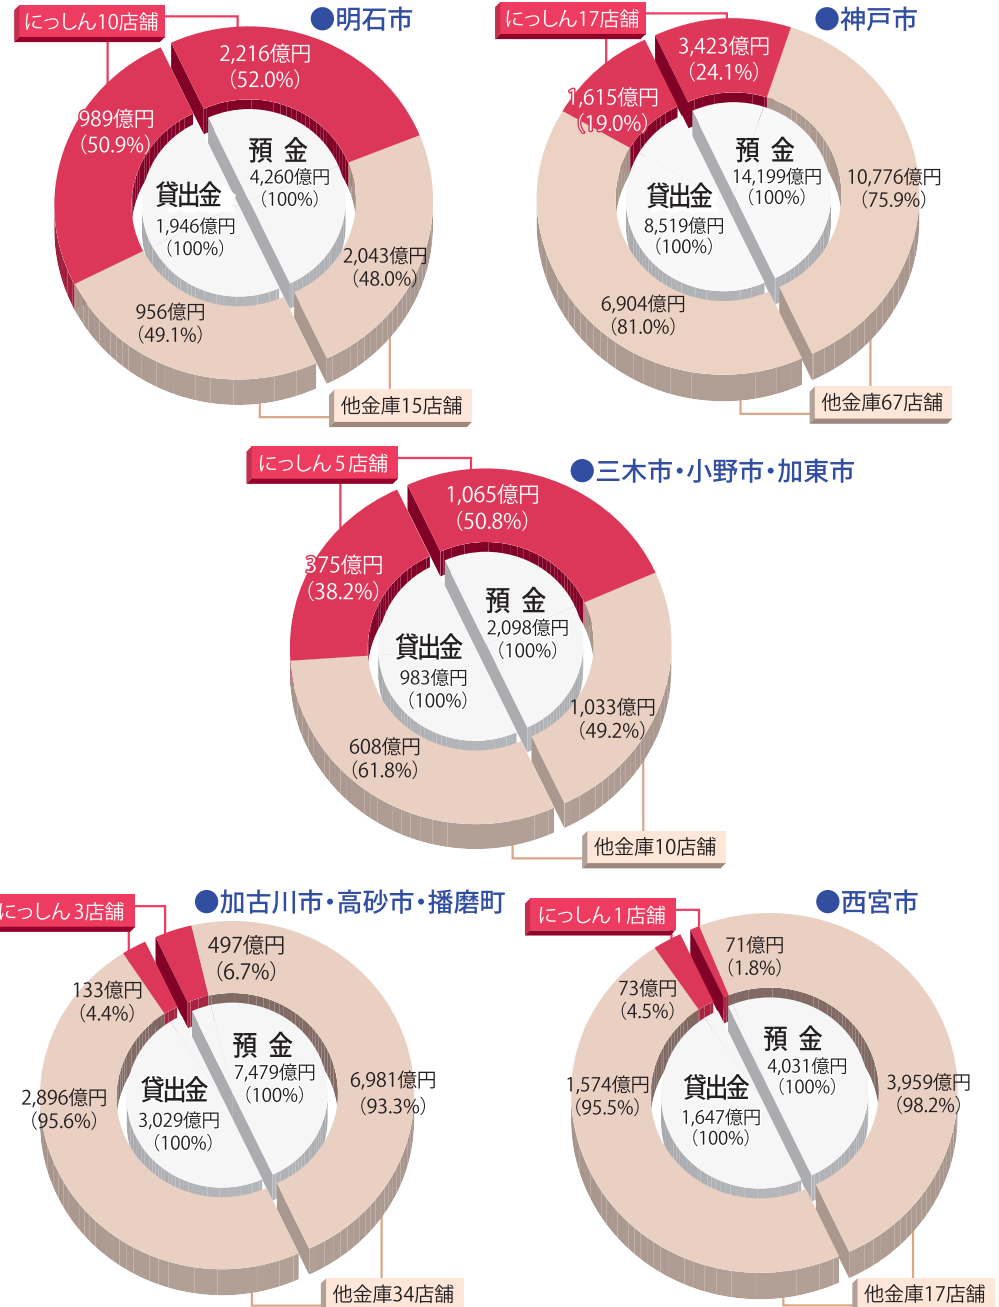 ●明石市
にっしん10店舗
2,216億円
(52.0%)
989億円
(50.9%)
預 金
4,260億円
(100%)
貸出金
1,946億円
(100%)
2,043億円
(48.0%)
956億円
(49.1%)
他金庫15店舗
●神戸市
にっしん17店舗
3,423億円
(24.1%)
1,615億円
(19.0%)
預 金
14,199億円
(100%)
10,776億円
(75.9%)
貸出金
8,519億円
(100%)
6,904億円
(81.0%)
他金庫67店舗
●三木市・小野市・加東市
にっしん5店舗
1,065億円
(50.8%)
375億円
(38.2%)
預 金
2,098億円
(100%)
貸出金
983億円
(100%)
1,033億円
(49.2%)
608億円
(61.8%)
他金庫10店舗
●加古川市・高砂市・播磨町
にっしん3店舗
497億円
(6.7%)
133億円
(4.4%)
預 金
7,479億円
(100%)
6,981億円
(93.3%)
2,896億円
(95.6%)
貸出金
3,029億円
(100%)
他金庫34店舗
●西宮市
にっしん1店舗
71億円
(1.8%)
73億円
(4.5%)
預 金
4,031億円
(100%)
3,959億円
(98.2%)
1,574億円
(95.5%)
貸出金
1,647億円
(100%)
他金庫17店舗